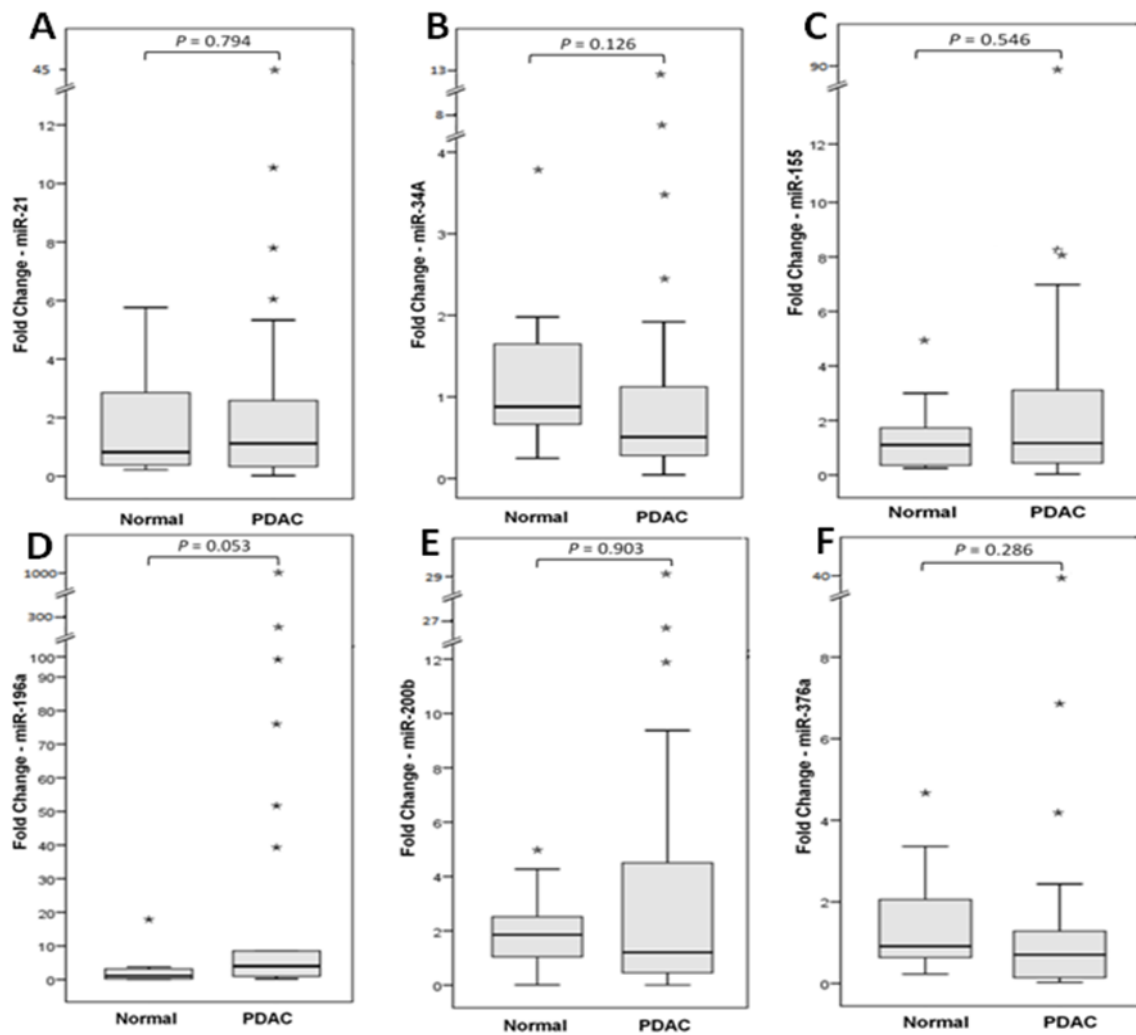 A
P = 0.794
45
12
10
8
6
4
2
0
Fold Change - miR-21
Normal PDAC
B
P = 0.126
13
8
4
3
2
1
0
Fold Change - miR-34A
Normal PDAC
C
P = 0.546
90
12
10
8
6
4
2
0
Fold Change - miR-155
Normal PDAC
D
P = 0.053
1000
300
100
90
80
70
60
50
40
30
20
10
0
Fold Change - miR-196a
Normal PDAC
E
P = 0.903
29
27
12
10
8
6
4
2
0
Fold Change - miR-200b
Normal PDAC
F
P = 0.286
40
8
6
4
2
0
Fold Change - miR-376a
Normal PDAC